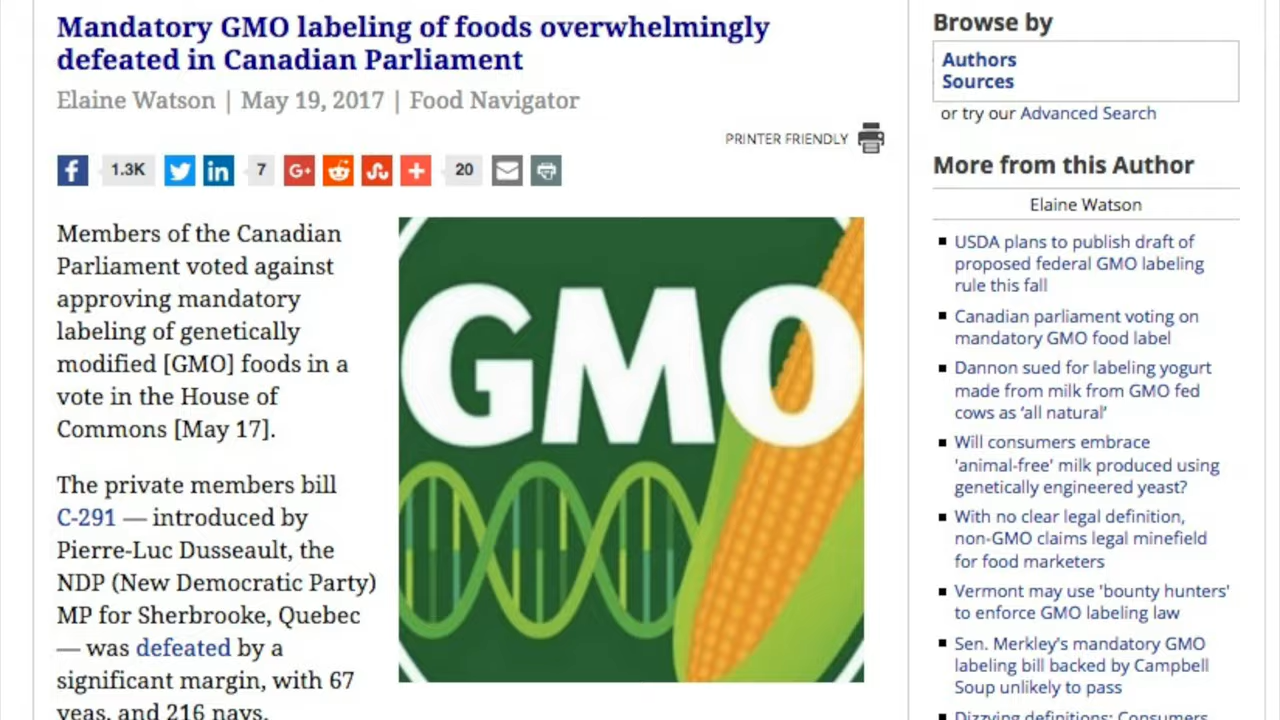 Mandatory GMO labeling of foods overwhelmingly
defeated in Canadian Parliament
Elaine Watson | May 19, 2017 | Food Navigator
PRINTER FRIENDLY
f
1.3K
in
7
G+
20
Members of the Canadian
Parliament voted against
approving mandatory
labeling of genetically
modified [GMO] foods in a
vote in the House of
Commons [May 17].
The private members bill
C-291 — introduced by
Pierre-Luc Dusseault, the
NDP (New Democratic Party)
MP for Sherbrooke, Quebec
— was defeated by a
significant margin, with 67
yeas, and 216 nays.
GMO
Browse by
Authors
Sources
or try our Advanced Search
More from this Author
Elaine Watson
USDA plans to publish draft of
proposed federal GMO labeling
rule this fall
Canadian parliament voting on
mandatory GMO food label
Dannon sued for labeling yogurt
made from milk from GMO fed
cows as ‘all natural’
Will consumers embrace
'animal-free' milk produced using
genetically engineered yeast?
With no clear legal definition,
non-GMO claims legal minefield
for food marketers
Vermont may use 'bounty hunters'
to enforce GMO labeling law
Sen. Merkley's mandatory GMO
labeling bill backed by Campbell
Soup unlikely to pass
Dizzying definitions: Consumers